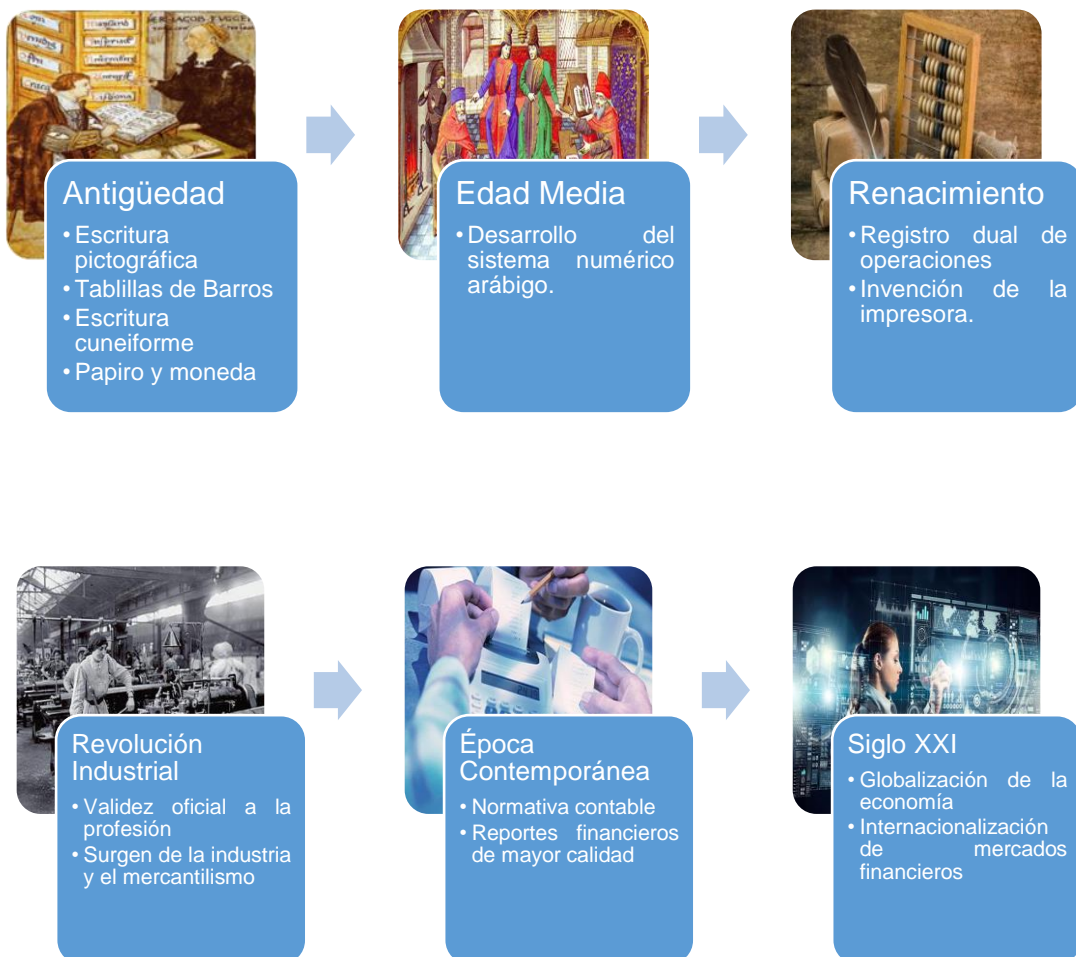 JACOB FUGGE
Antigüedad
• Escritura
pictográfica
• Tablillas de Barros
• Escritura
cuneiforme
• Papiro y moneda
Edad Media
• Desarrollo del
sistema numérico
arábigo.
Renacimiento
• Registro dual de
operaciones
• Invención de la
impresora.
Revolución
Industrial
• Validez oficial a la
profesión
• Surgen de la industria
y el mercantilismo
Época
Contemporánea
• Normativa contable
• Reportes financieros
de mayor calidad
Siglo XXI
• Globalización de la
economía
• Internacionalización
de mercados
financieros